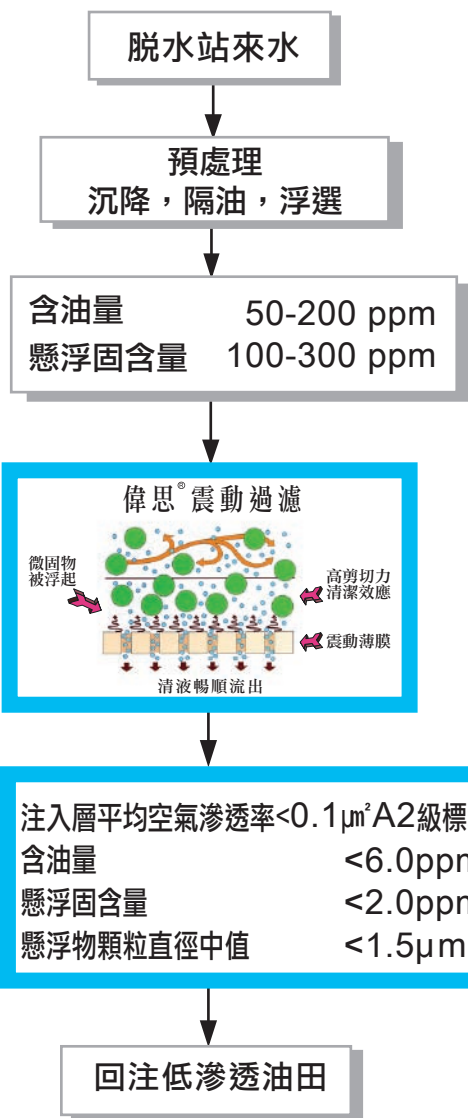 脱水站來水
預處理
沉降，隔油，浮選
含油量 50-200 ppm
懸浮固含量 100-300 ppm
偉思® 震動過濾
微固物
被浮起
高剪切力
清潔效應
震動薄膜
清液暢順流出
注入層平均空氣滲透率<0.1μm²A2級標
含油量 <6.0ppm
懸浮固含量 <2.0ppm
懸浮物顆粒直徑中值 <1.5μm
回注低滲透油田